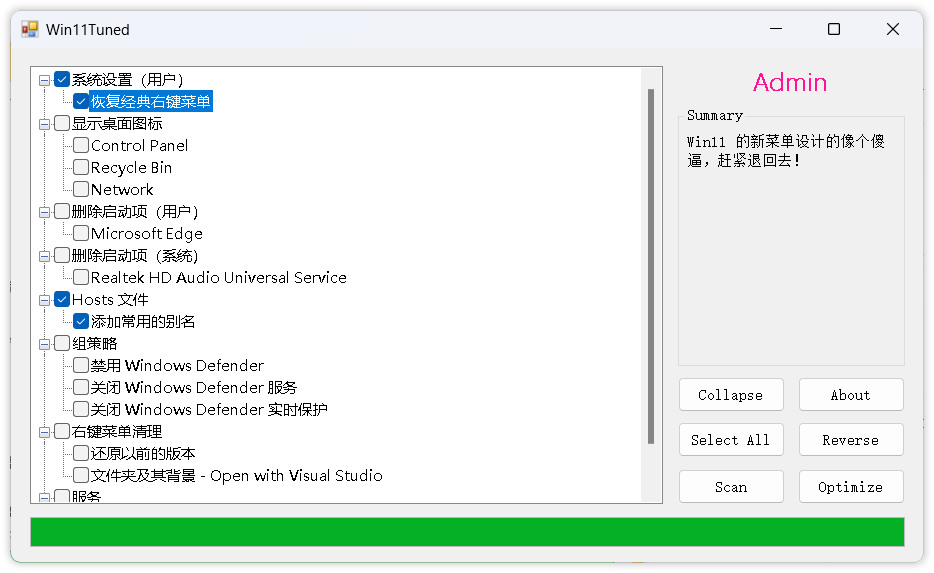 Win11Tuned
系统设置（用户）
恢复经典右键菜单
显示桌面图标
Control Panel
Recycle Bin
Network
删除启动项（用户）
Microsoft Edge
删除启动项（系统）
Realtek HD Audio Universal Service
Hosts 文件
添加常用的别名
组策略
禁用 Windows Defender
关闭 Windows Defender 服务
关闭 Windows Defender 实时保护
右键菜单清理
还原以前的版本
文件夹及其背景 - Open with Visual Studio
服务
Admin
Summary
Win11 的新菜单设计的像个傻
逼，赶紧退回去！
Collapse
About
Select All
Reverse
Scan
Optimize